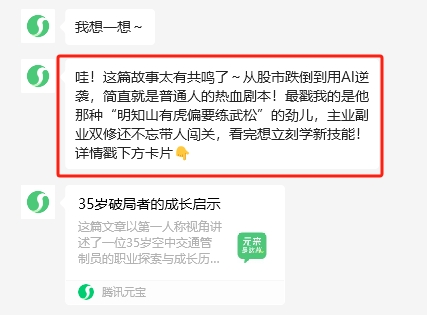 我想一想～
哇！这篇故事太有共鸣了～从股市跌倒到用AI逆
袭，简直就是普通人的热血剧本！最戳我的是他
那种“明知山有虎偏要练武松”的劲儿，主业副
业双修还不忘带人闯关，看完想立刻学新技能！
详情戳下方卡片👇
35岁破局者的成长启示
这篇文章以第一人称视角讲
述了一位35岁空中交通管
制员的职业探索与成长历...
元来
腾讯元宝